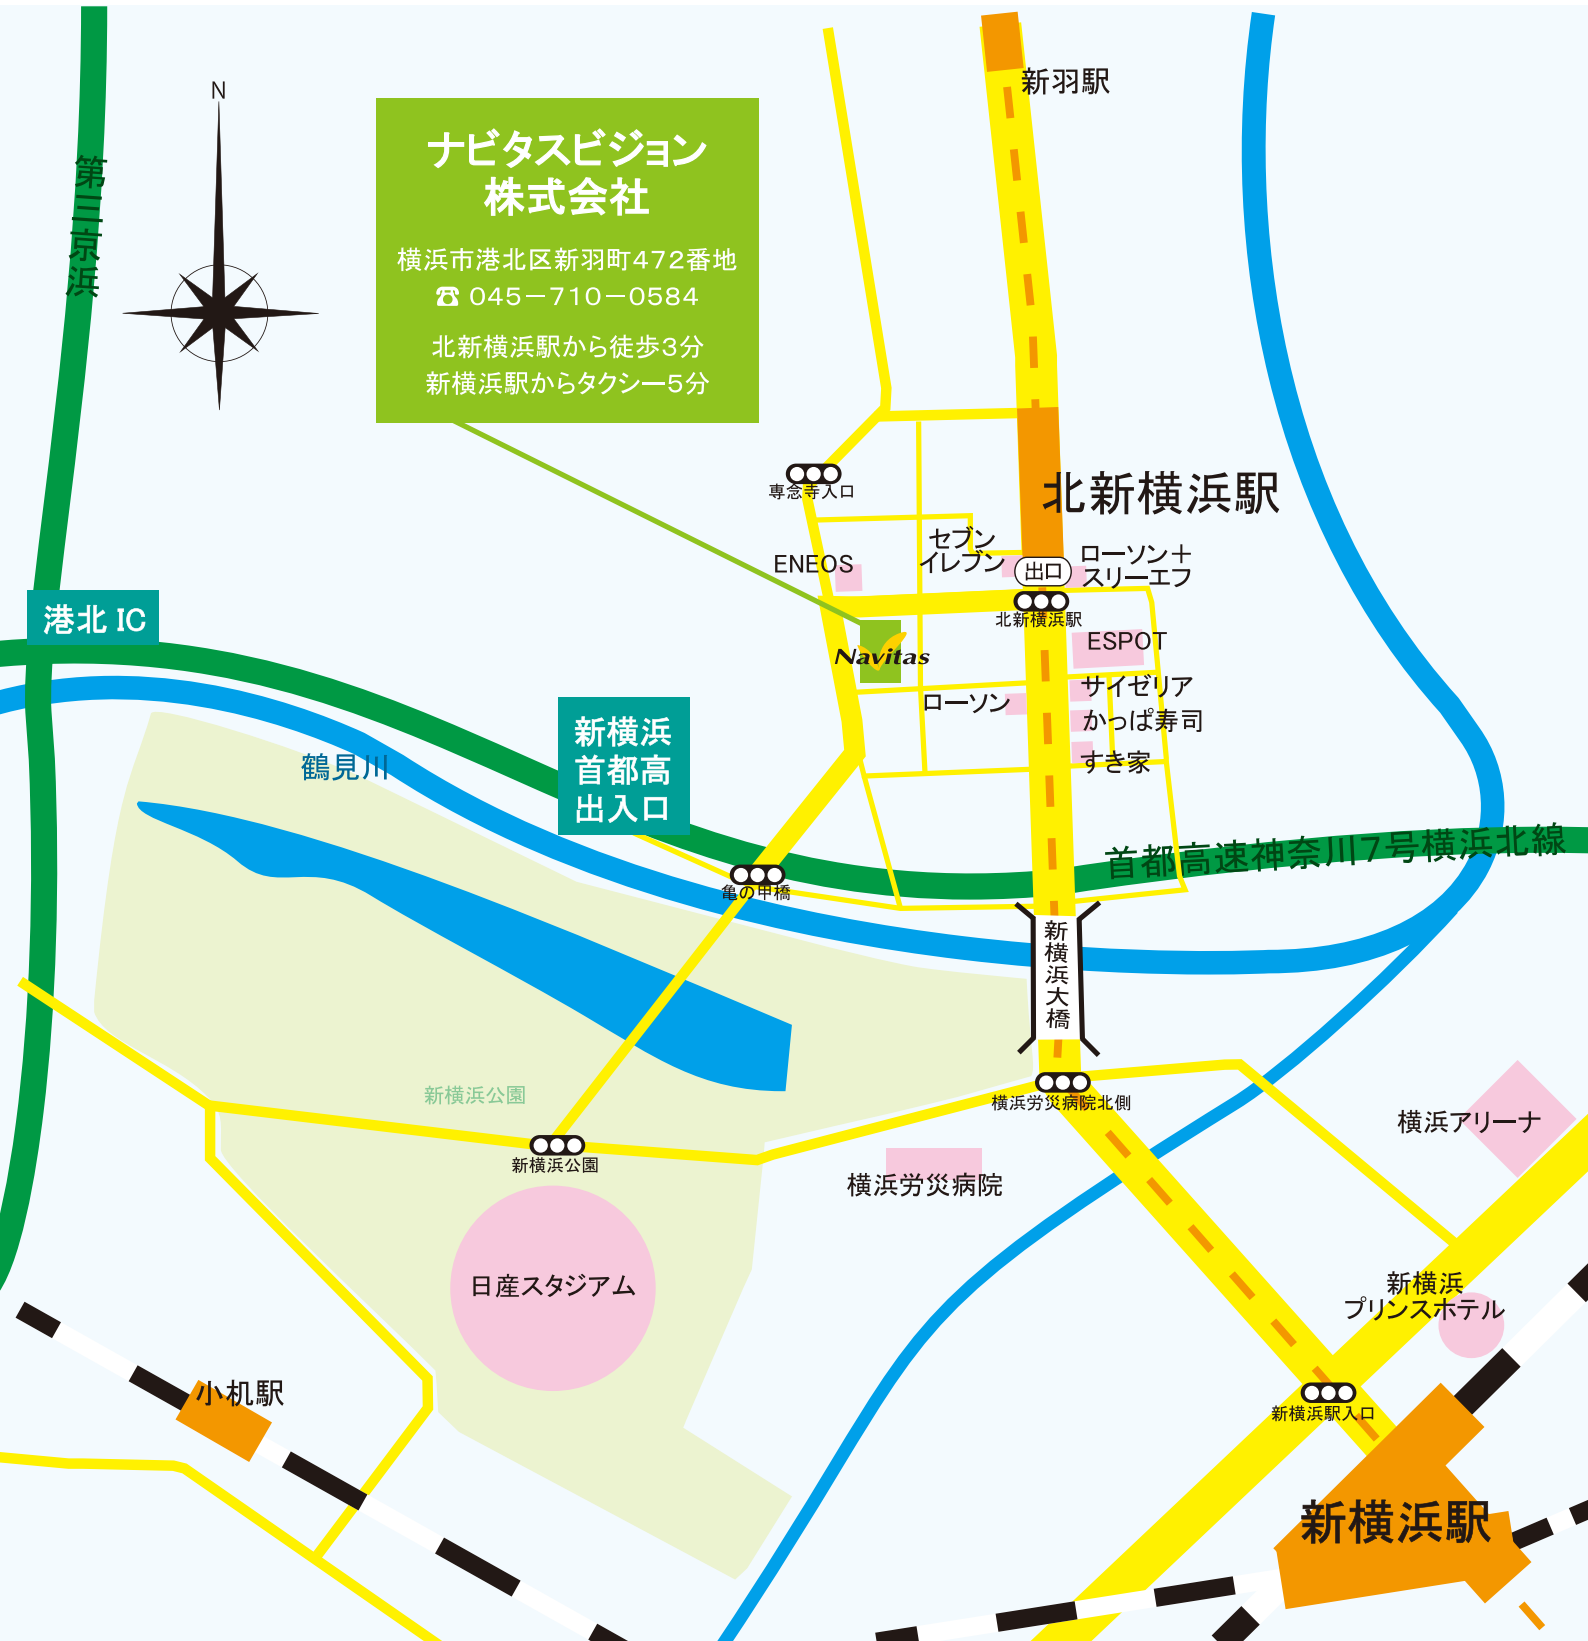 N
新羽駅
第三京浜
ナビタスビジョン
株式会社
横浜市港北区新羽町472番地
☎ 045－710－0584
北新横浜駅から徒歩3分
新横浜駅からタクシー5分
専念寺入口
北新横浜駅
セブン
イレブン
ENEOS
出口
ローソン＋
スリーエフ
北新横浜駅
港北 IC
ESPOT
Navitas
サイゼリア
ローソン
かっぱ寿司
すき家
新横浜
首都高
出入口
鶴見川
首都高速神奈川7号横浜北線
亀の甲橋
新横浜大橋
新横浜公園
横浜労災病院北側
横浜アリーナ
新横浜公園
横浜労災病院
日産スタジアム
新横浜
プリンスホテル
小机駅
新横浜駅入口
新横浜駅